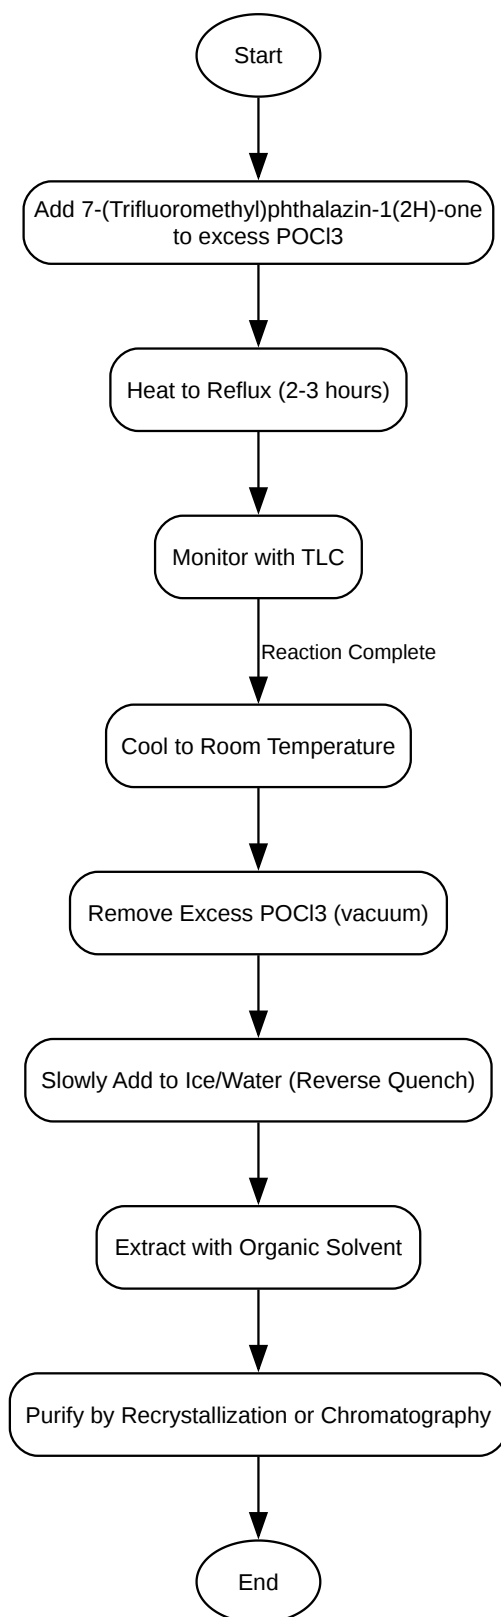 Start
Add 7-(Trifluoromethyl)phthalazin-1(2H)-one
to excess POCl3
Heat to Reflux (2-3 hours)
Monitor with TLC
Reaction Complete
Cool to Room Temperature
Remove Excess POCl3 (vacuum)
Slowly Add to Ice/Water (Reverse Quench)
Extract with Organic Solvent
Purify by Recrystallization or Chromatography
End